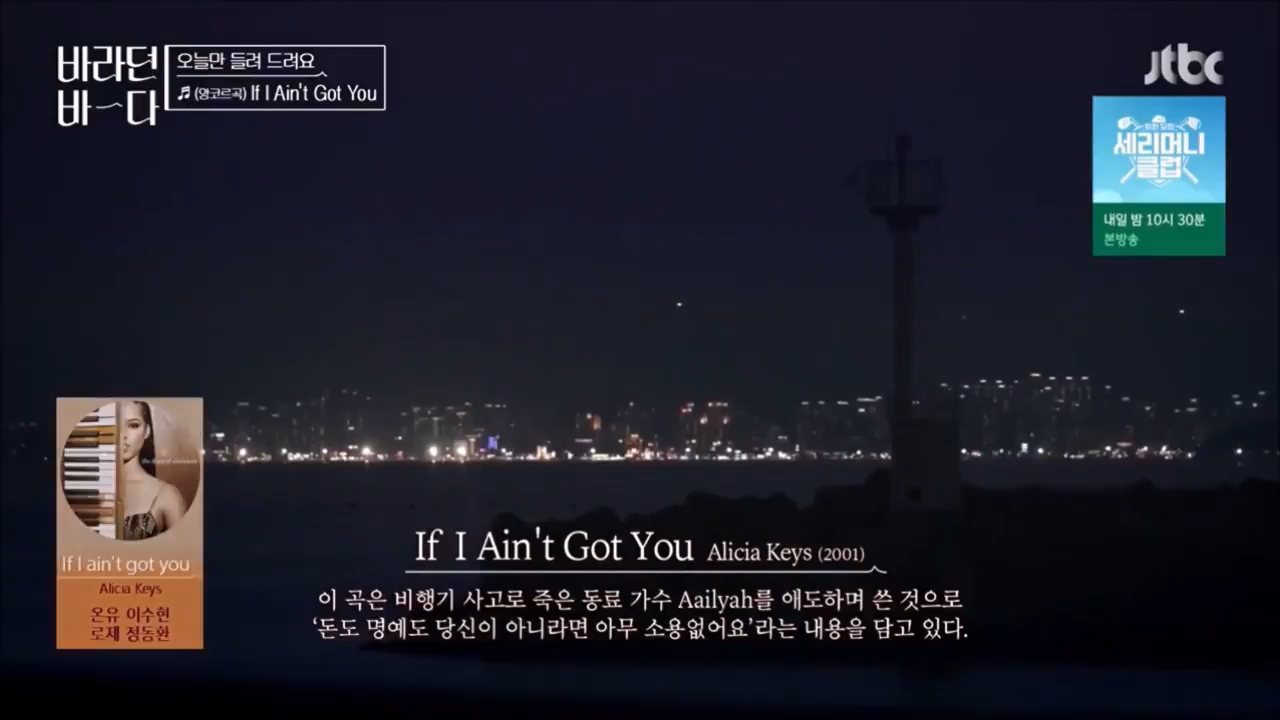 바라던
바다
오늘만 들려 드려요
♬ (앙코르곡) If I Ain't Got You
jtbc
세리머니
클럽
내일 밤 10시 30분
본방송
If I ain't got you
Alicia Keys
온유 이수현
로제 정동환
If I Ain't Got You Alicia Keys (2001)
이 곡은 비행기 사고로 죽은 동료 가수 Aailyah를 애도하며 쓴 것으로
‘돈도 명예도 당신이 아니라면 아무 소용없어요’라는 내용을 담고 있다.